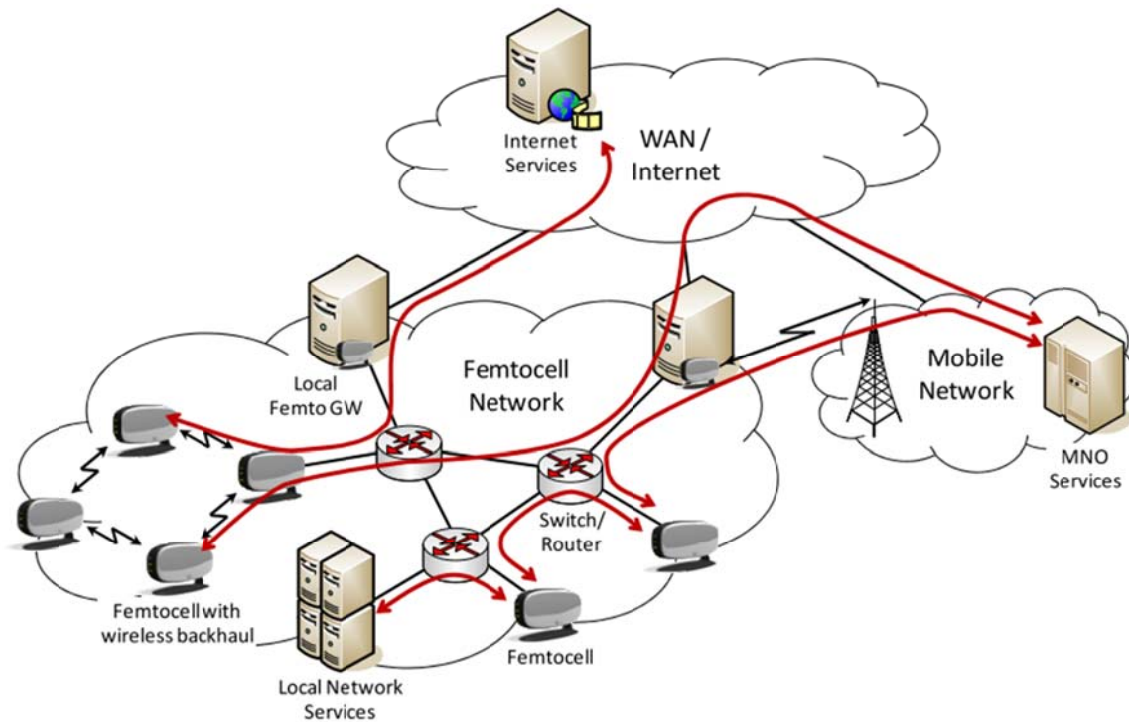 Internet
Services
WAN /
Internet
Local
Femto GW
Femtocell
Network
Mobile
Network
MNO
Services
Switch/
Router
Femtocell with
wireless backhaul
Femtocell
Local Network
Services